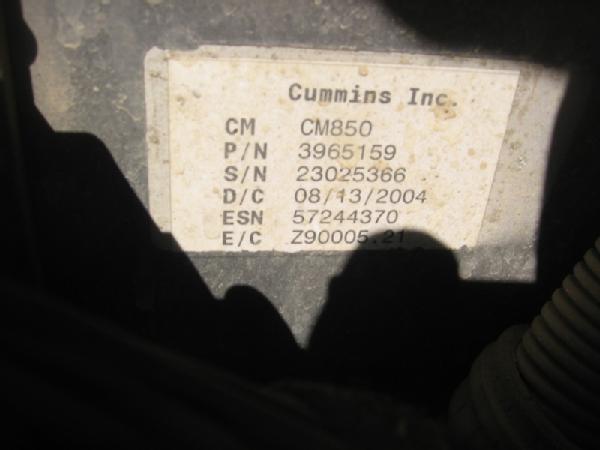 Cummins Inc.
CM CM850
P/N 3965159
S/N 23025366
D/C 08/13/2004
ESN 57244370
E/C Z90005.21